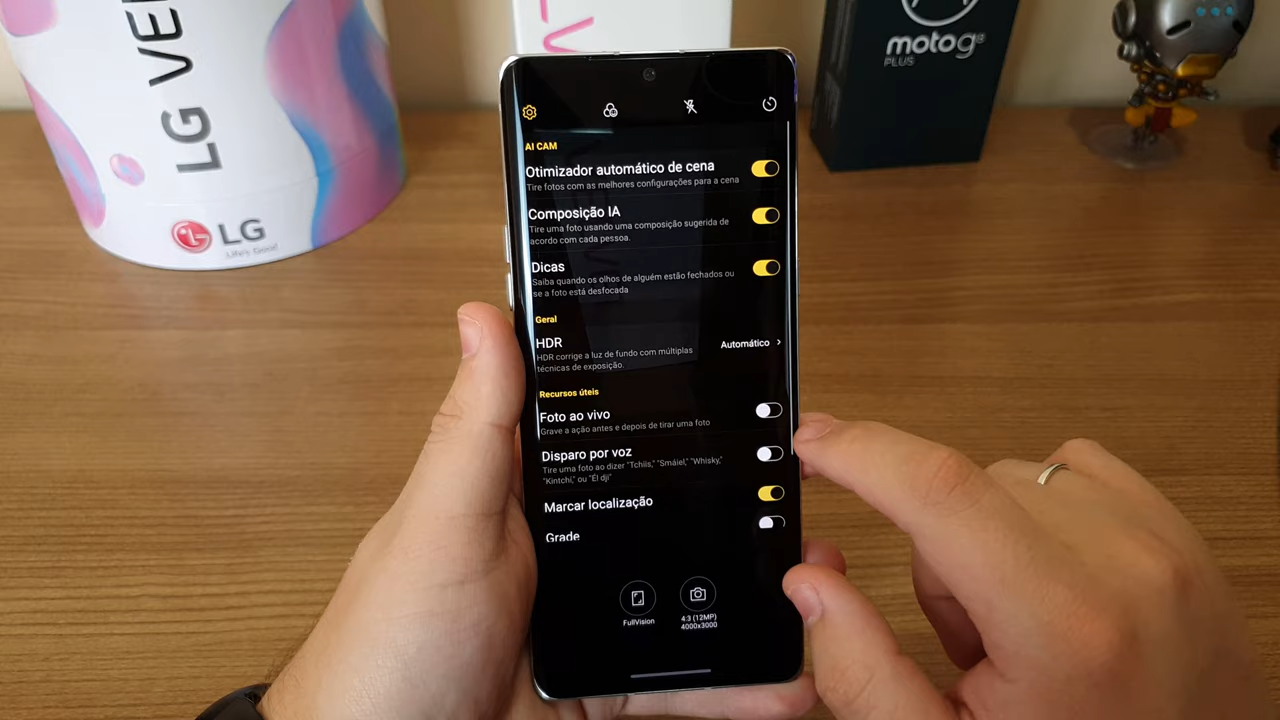 LG VE
LG
Life's Good
moto g8
PLUS
AI CAM
Otimizador automático de cena
Tire fotos com as melhores configurações para a cena
Composição IA
Tire uma foto usando uma composição sugerida de
acordo com cada pessoa.
Dicas
Saiba quando os olhos de alguém estão fechados ou
se a foto está desfocada
Geral
HDR
Automático
HDR corrige a luz de fundo com múltiplas
técnicas de exposição.
Recursos úteis
Foto ao vivo
Grave a ação antes e depois de tirar uma foto
Disparo por voz
Tire uma foto ao dizer "Tchiis," "Smáiel," "Whisky,"
"Kintchi," ou "Él dji"
Marcar localização
Grade
FullVision
4:3 (12MP)
4000x3000